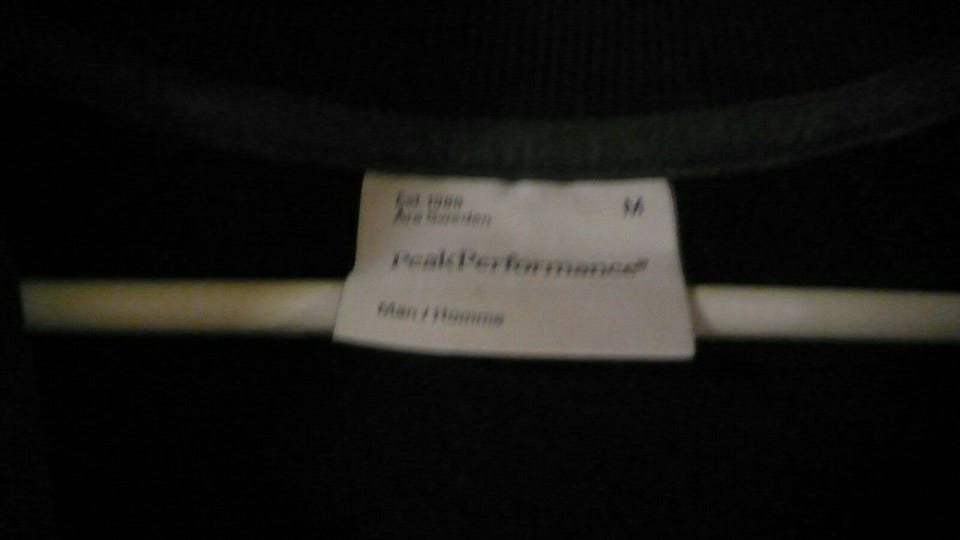 Est. 1986
Åre Sweden
M
PeakPerformance®
Man / Homme